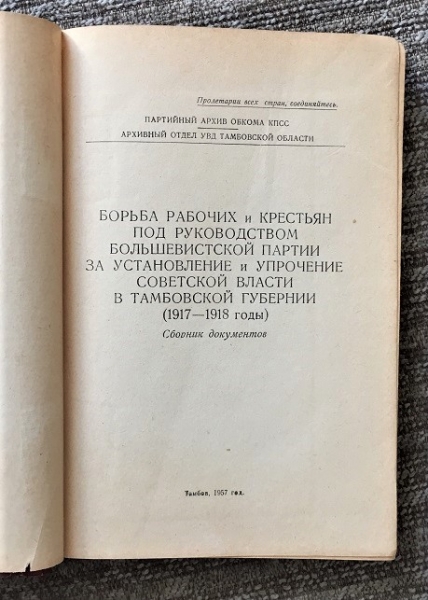 Пролетарии всех стран, соединяйтесь.
ПАРТИЙНЫЙ АРХИВ ОБКОМА КПСС
АРХИВНЫЙ ОТДЕЛ УВД ТАМБОВСКОЙ ОБЛАСТИ
БОРЬБА РАБОЧИХ и КРЕСТЬЯН
ПОД РУКОВОДСТВОМ
БОЛЬШЕВИСТСКОЙ ПАРТИИ
ЗА УСТАНОВЛЕНИЕ и УПРОЧЕНИЕ
СОВЕТСКОЙ ВЛАСТИ
В ТАМБОВСКОЙ ГУБЕРНИИ
(1917—1918 годы)
Сборник документов
Тамбов, 1957 год.